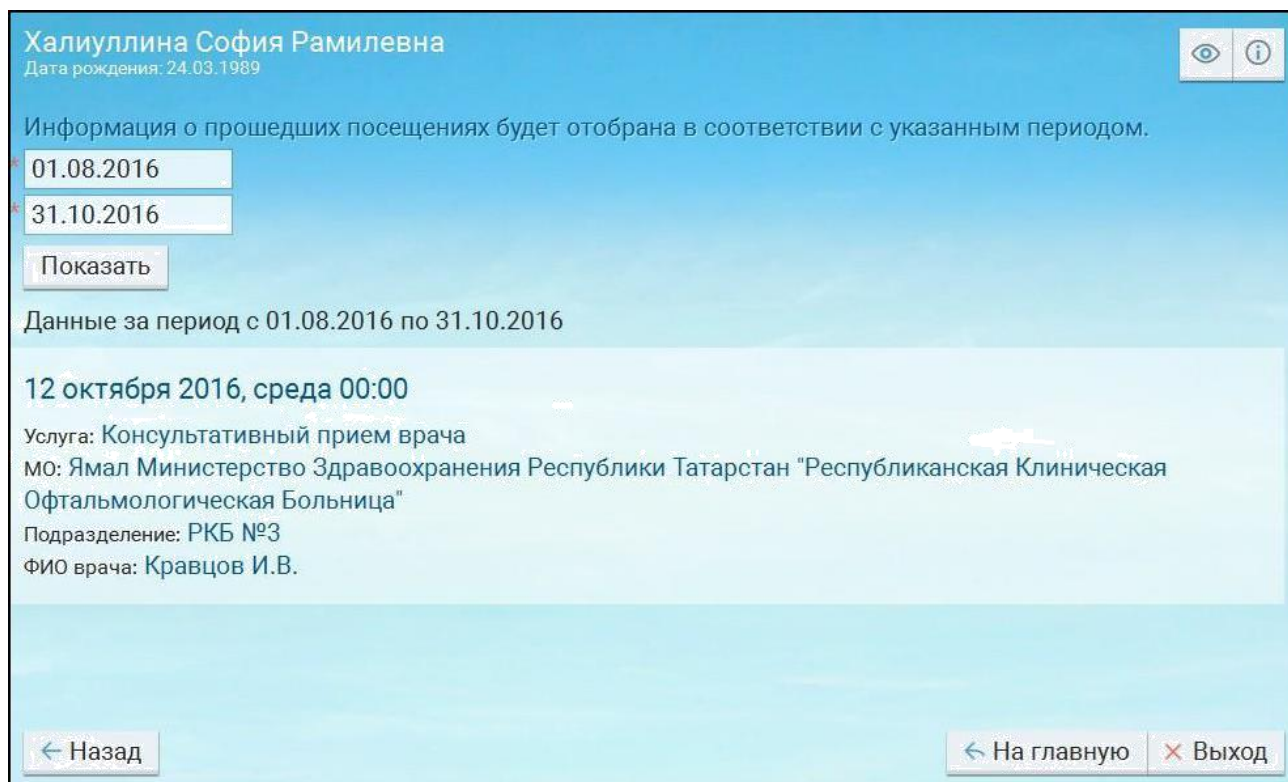 Халиуллина София Рамилевна
Дата рождения: 24.03.1989
Информация о прошедших посещениях будет отобрана в соответствии с указанным периодом.
* 01.08.2016
* 31.10.2016
Показать
Данные за период с 01.08.2016 по 31.10.2016
12 октября 2016, среда 00:00
Услуга: Консультативный прием врача
МО: Ямал Министерство Здравоохранения Республики Татарстан "Республиканская Клиническая
Офтальмологическая Больница"
Подразделение: РКБ №3
ФИО врача: Кравцов И.В.
Назад
На главную
Выход